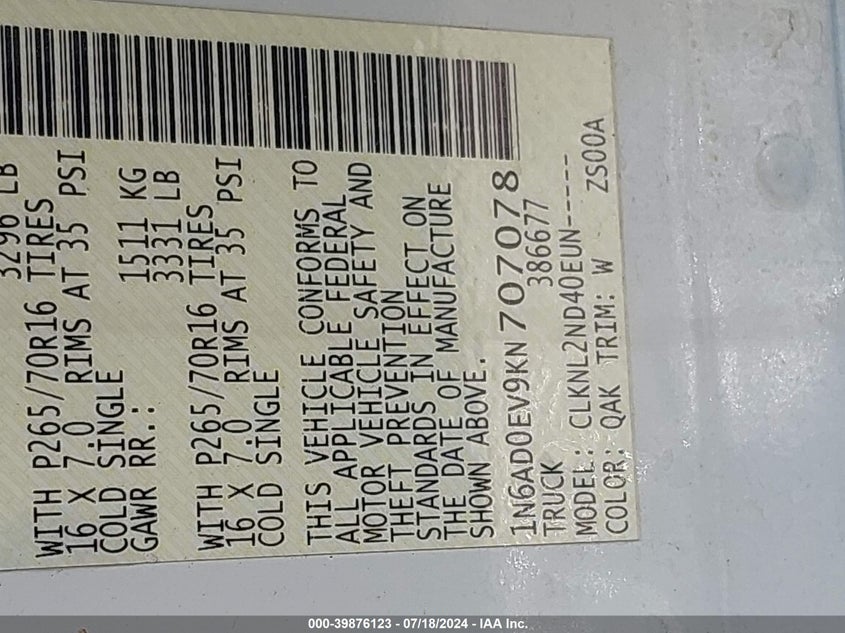 3296 LB
WITH P265/70R16 TIRES
16 X 7.0 RIMS AT 35 PSI
COLD SINGLE
GAWR RR.: 1511 KG
3331 LB
WITH P265/70R16 TIRES
16 X 7.0 RIMS AT 35 PSI
COLD SINGLE
THIS VEHICLE CONFORMS TO
ALL APPLICABLE FEDERAL
MOTOR VEHICLE SAFETY AND
THEFT PREVENTION
STANDARDS IN EFFECT ON
THE DATE OF MANUFACTURE
SHOWN ABOVE.
1N6AD0EV9KN707078
TRUCK 386677
MODEL: CLKNL2ND40EUN-----
COLOR: QAK TRIM: W ZS00A
000-39876123 - 07/18/2024 - IAA Inc.